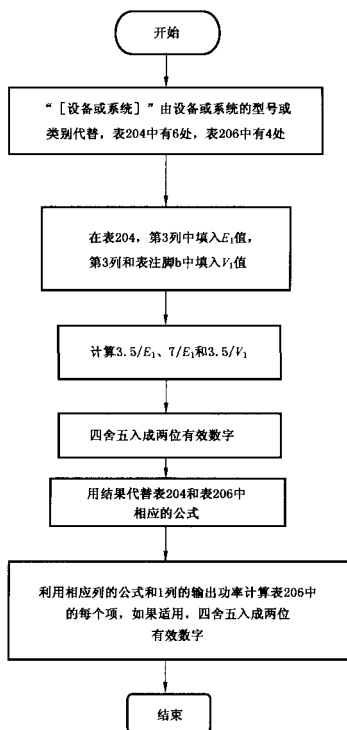 开始
“［设备或系统］”由设备或系统的型号或
类别代替，表204中有6处，表206中有4处
在表204，第3列中填入E₁值，
第3列和表注脚b中填入V₁值
计算3.5/E₁、7/E₁和3.5/V₁
四舍五入成两位有效数字
用结果代替表204和表206中
相应的公式
利用相应列的公式和1列的输出功率计算表206中
的每个项，如果适用，四舍五入成两位
有效数字
结束